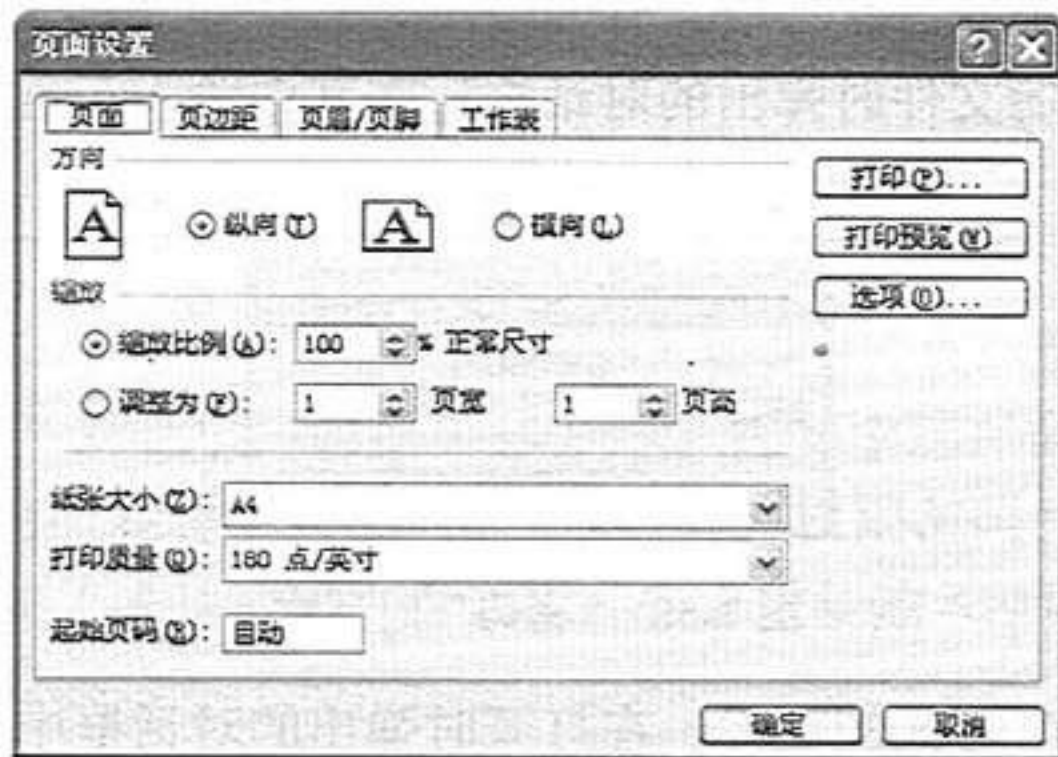 页面设置
页面 页边距 页眉/页脚 工作表
方向
A 纵向(T) A 横向(L)
打印(P)...
打印预览(W)
缩放
选项(O)...
缩放比例(A): 100 % 正常尺寸
调整为(F): 1 页宽 1 页高
纸张大小(Z): A4
打印质量(Q): 180 点/英寸
起始页码(R): 自动
确定 取消